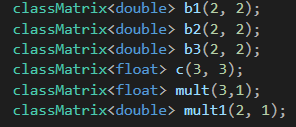 classMatrix<double> b1(2, 2);
classMatrix<double> b2(2, 2);
classMatrix<double> b3(2, 2);
classMatrix<float> c(3, 3);
classMatrix<float> mult(3,1);
classMatrix<double> mult1(2, 1);